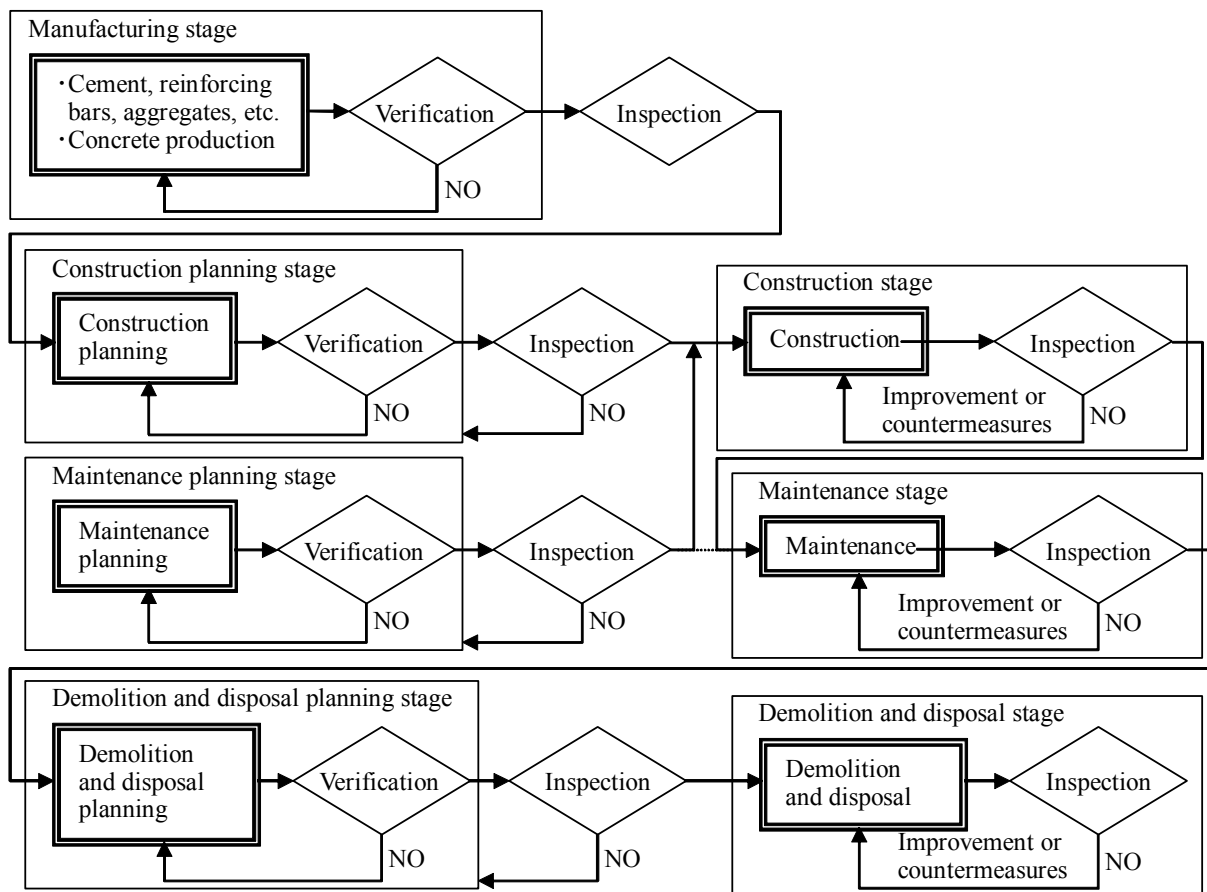 Manufacturing stage
・Cement, reinforcing
bars, aggregates, etc.
・Concrete production
Verification
Inspection
NO
Construction planning stage
Construction
planning
Verification
Inspection
NO
NO
Construction stage
Construction
Inspection
Improvement or
countermeasures
NO
Maintenance planning stage
Maintenance
planning
Verification
Inspection
NO
NO
Maintenance stage
Maintenance
Inspection
Improvement or
countermeasures
NO
Demolition and disposal planning stage
Demolition
and disposal
planning
Verification
Inspection
NO
NO
Demolition and disposal stage
Demolition
and disposal
Inspection
Improvement or
countermeasures
NO